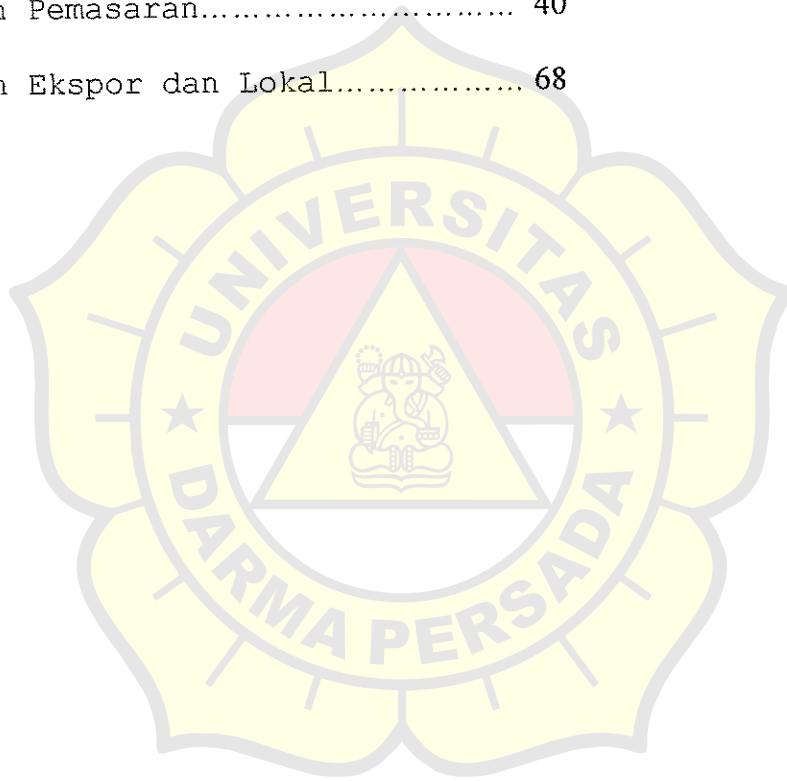 n Pemasaran.............................. 40
n Ekspor dan Lokal.................. 68
UNIVERSITAS
DARMA PERSADA